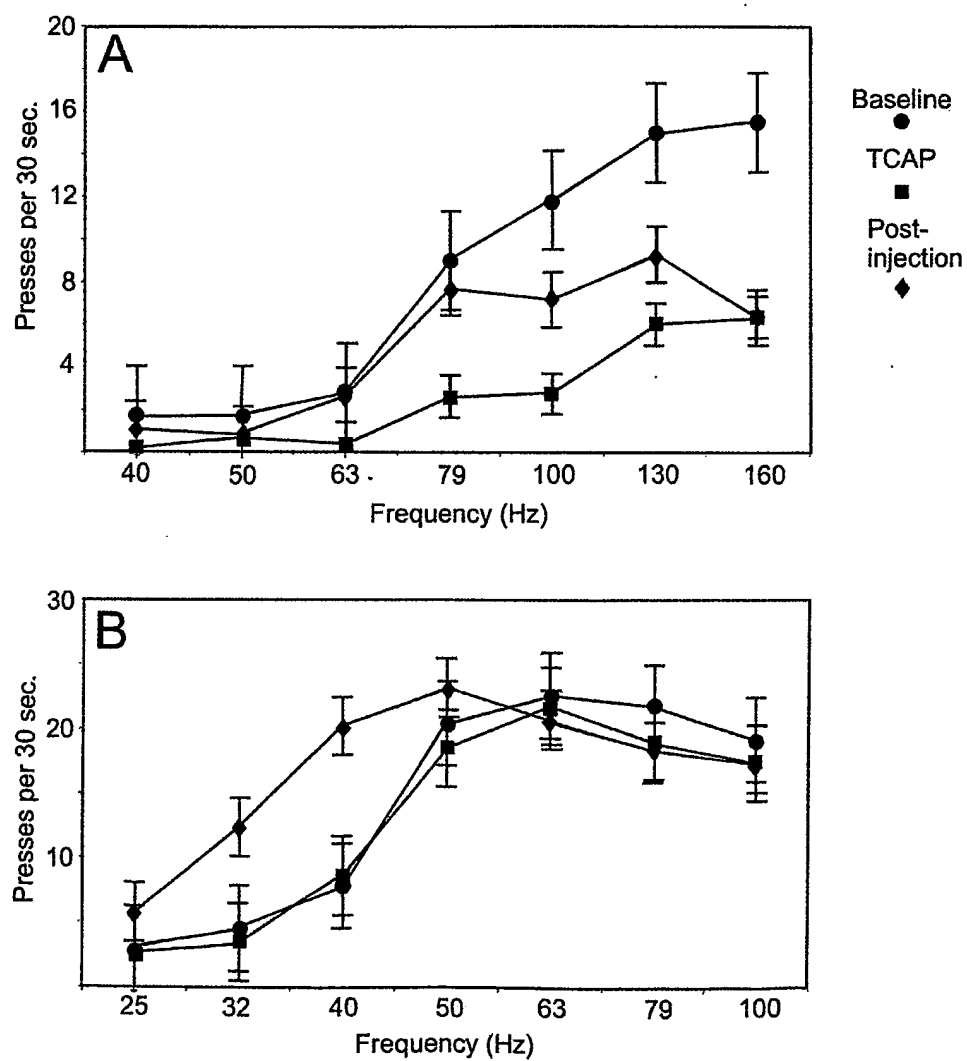 A
20
16
12
8
4
Presses per 30 sec.
40 50 63 79 100 130 160
Frequency (Hz)
Baseline
TCAP
Post-
injection
B
30
20
10
Presses per 30 sec.
25 32 40 50 63 79 100
Frequency (Hz)